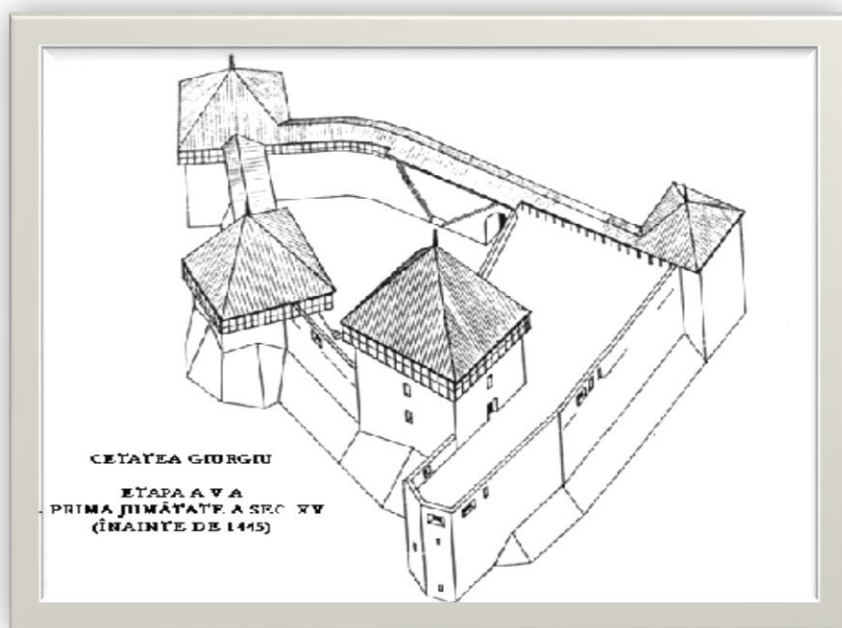 CETATEA GIURGIU
ETAPA A V A
PRIMA JUMĂTATE A SEC XV
(ÎNAINTE DE 1445)